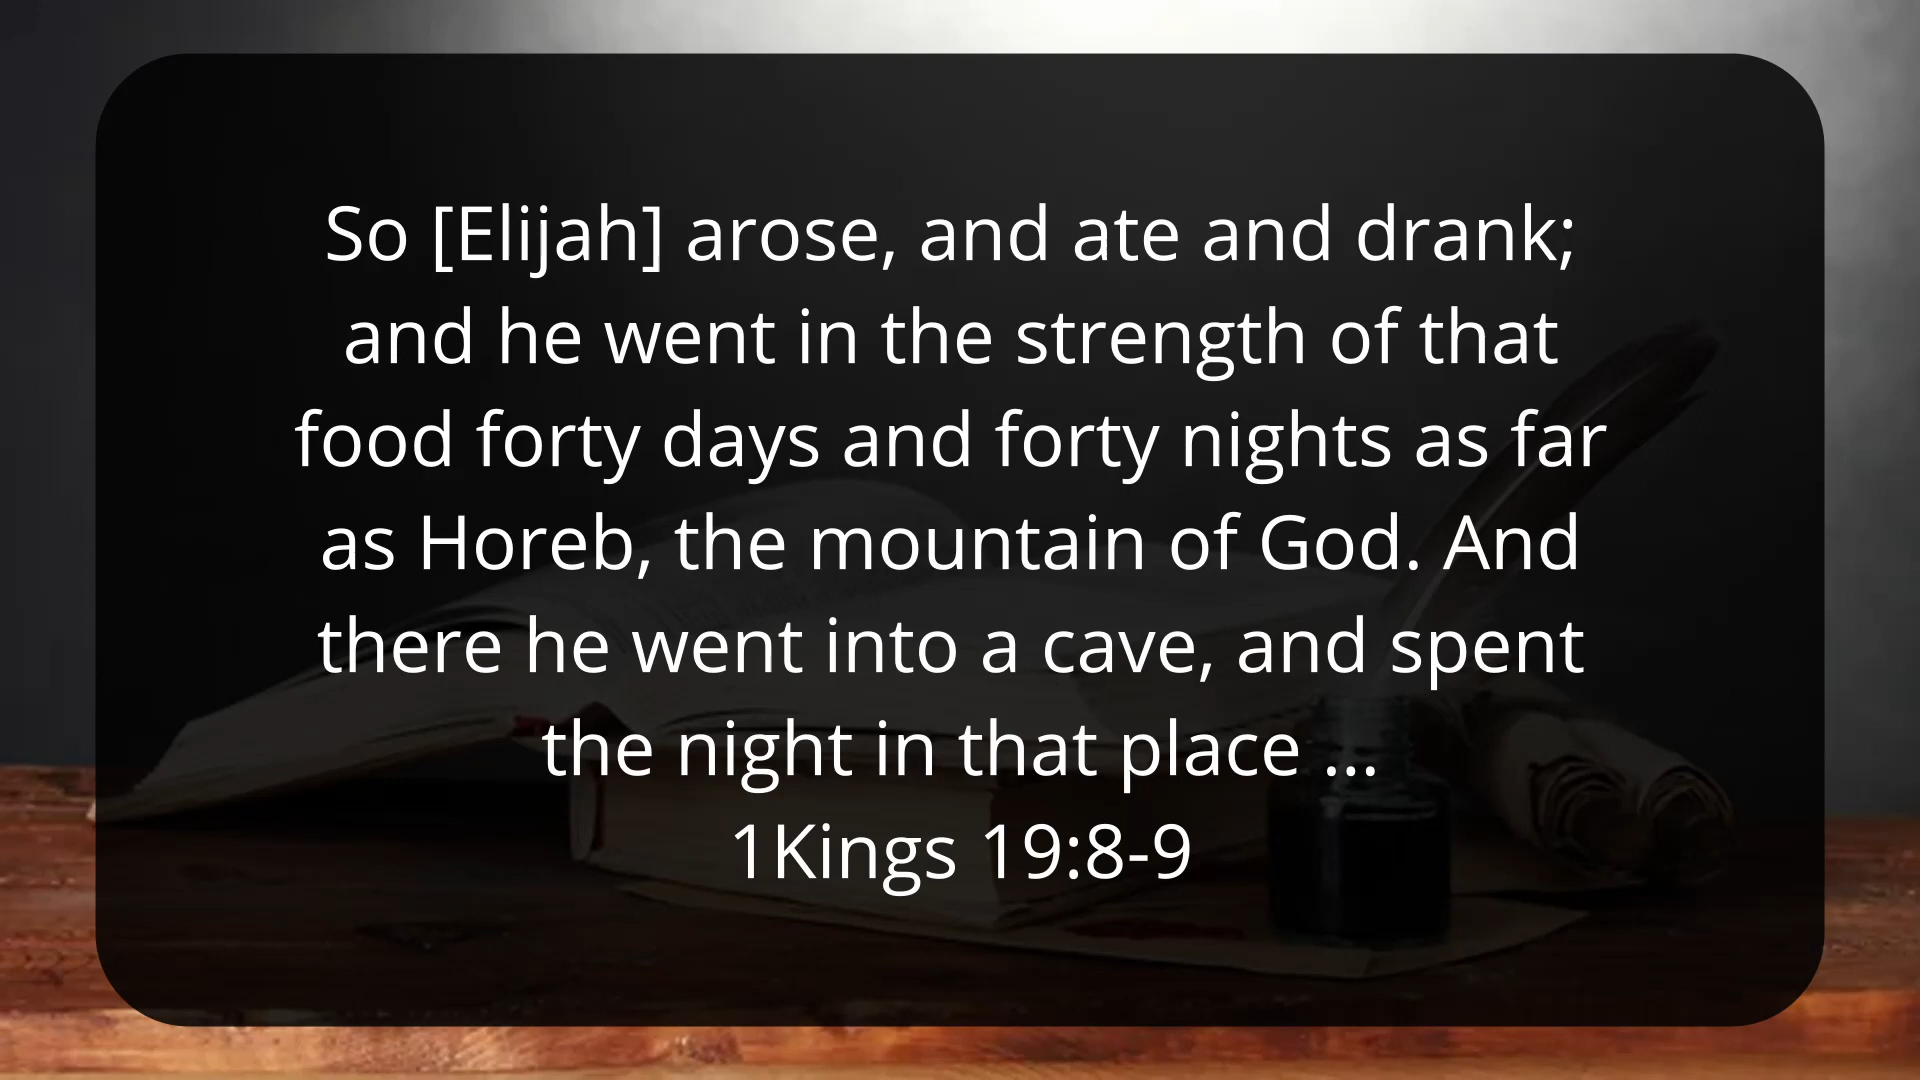 So [Elijah] arose, and ate and drank;
and he went in the strength of that
food forty days and forty nights as far
as Horeb, the mountain of God. And
there he went into a cave, and spent
the night in that place ...
1Kings 19:8-9